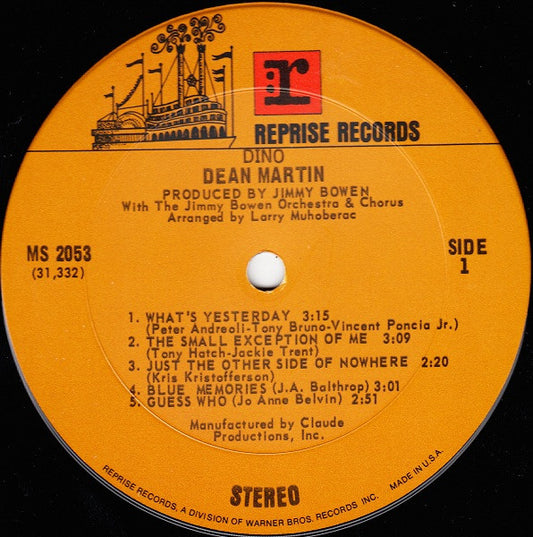 r
REPRISE RECORDS
DINO
DEAN MARTIN
PRODUCED BY JIMMY BOWEN
With The Jimmy Bowen Orchestra & Chorus
Arranged by Larry Muhoberac
MS 2053
(31,332)
SIDE
1
1. WHAT'S YESTERDAY 3:15
(Peter Andreoli-Tony Bruno-Vincent Poncia Jr.)
2. THE SMALL EXCEPTION OF ME 3:09
(Tony Hatch-Jackie Trent)
3. JUST THE OTHER SIDE OF NOWHERE 2:20
(Kris Kristofferson)
4. BLUE MEMORIES (J.A. Balthrop) 3:01
5. GUESS WHO (Jo Anne Belvin) 2:51
Manufactured by Claude
Productions, Inc.
STEREO
REPRISE RECORDS, A DIVISION OF WARNER BROS. RECORDS INC. MADE IN U.S.A.